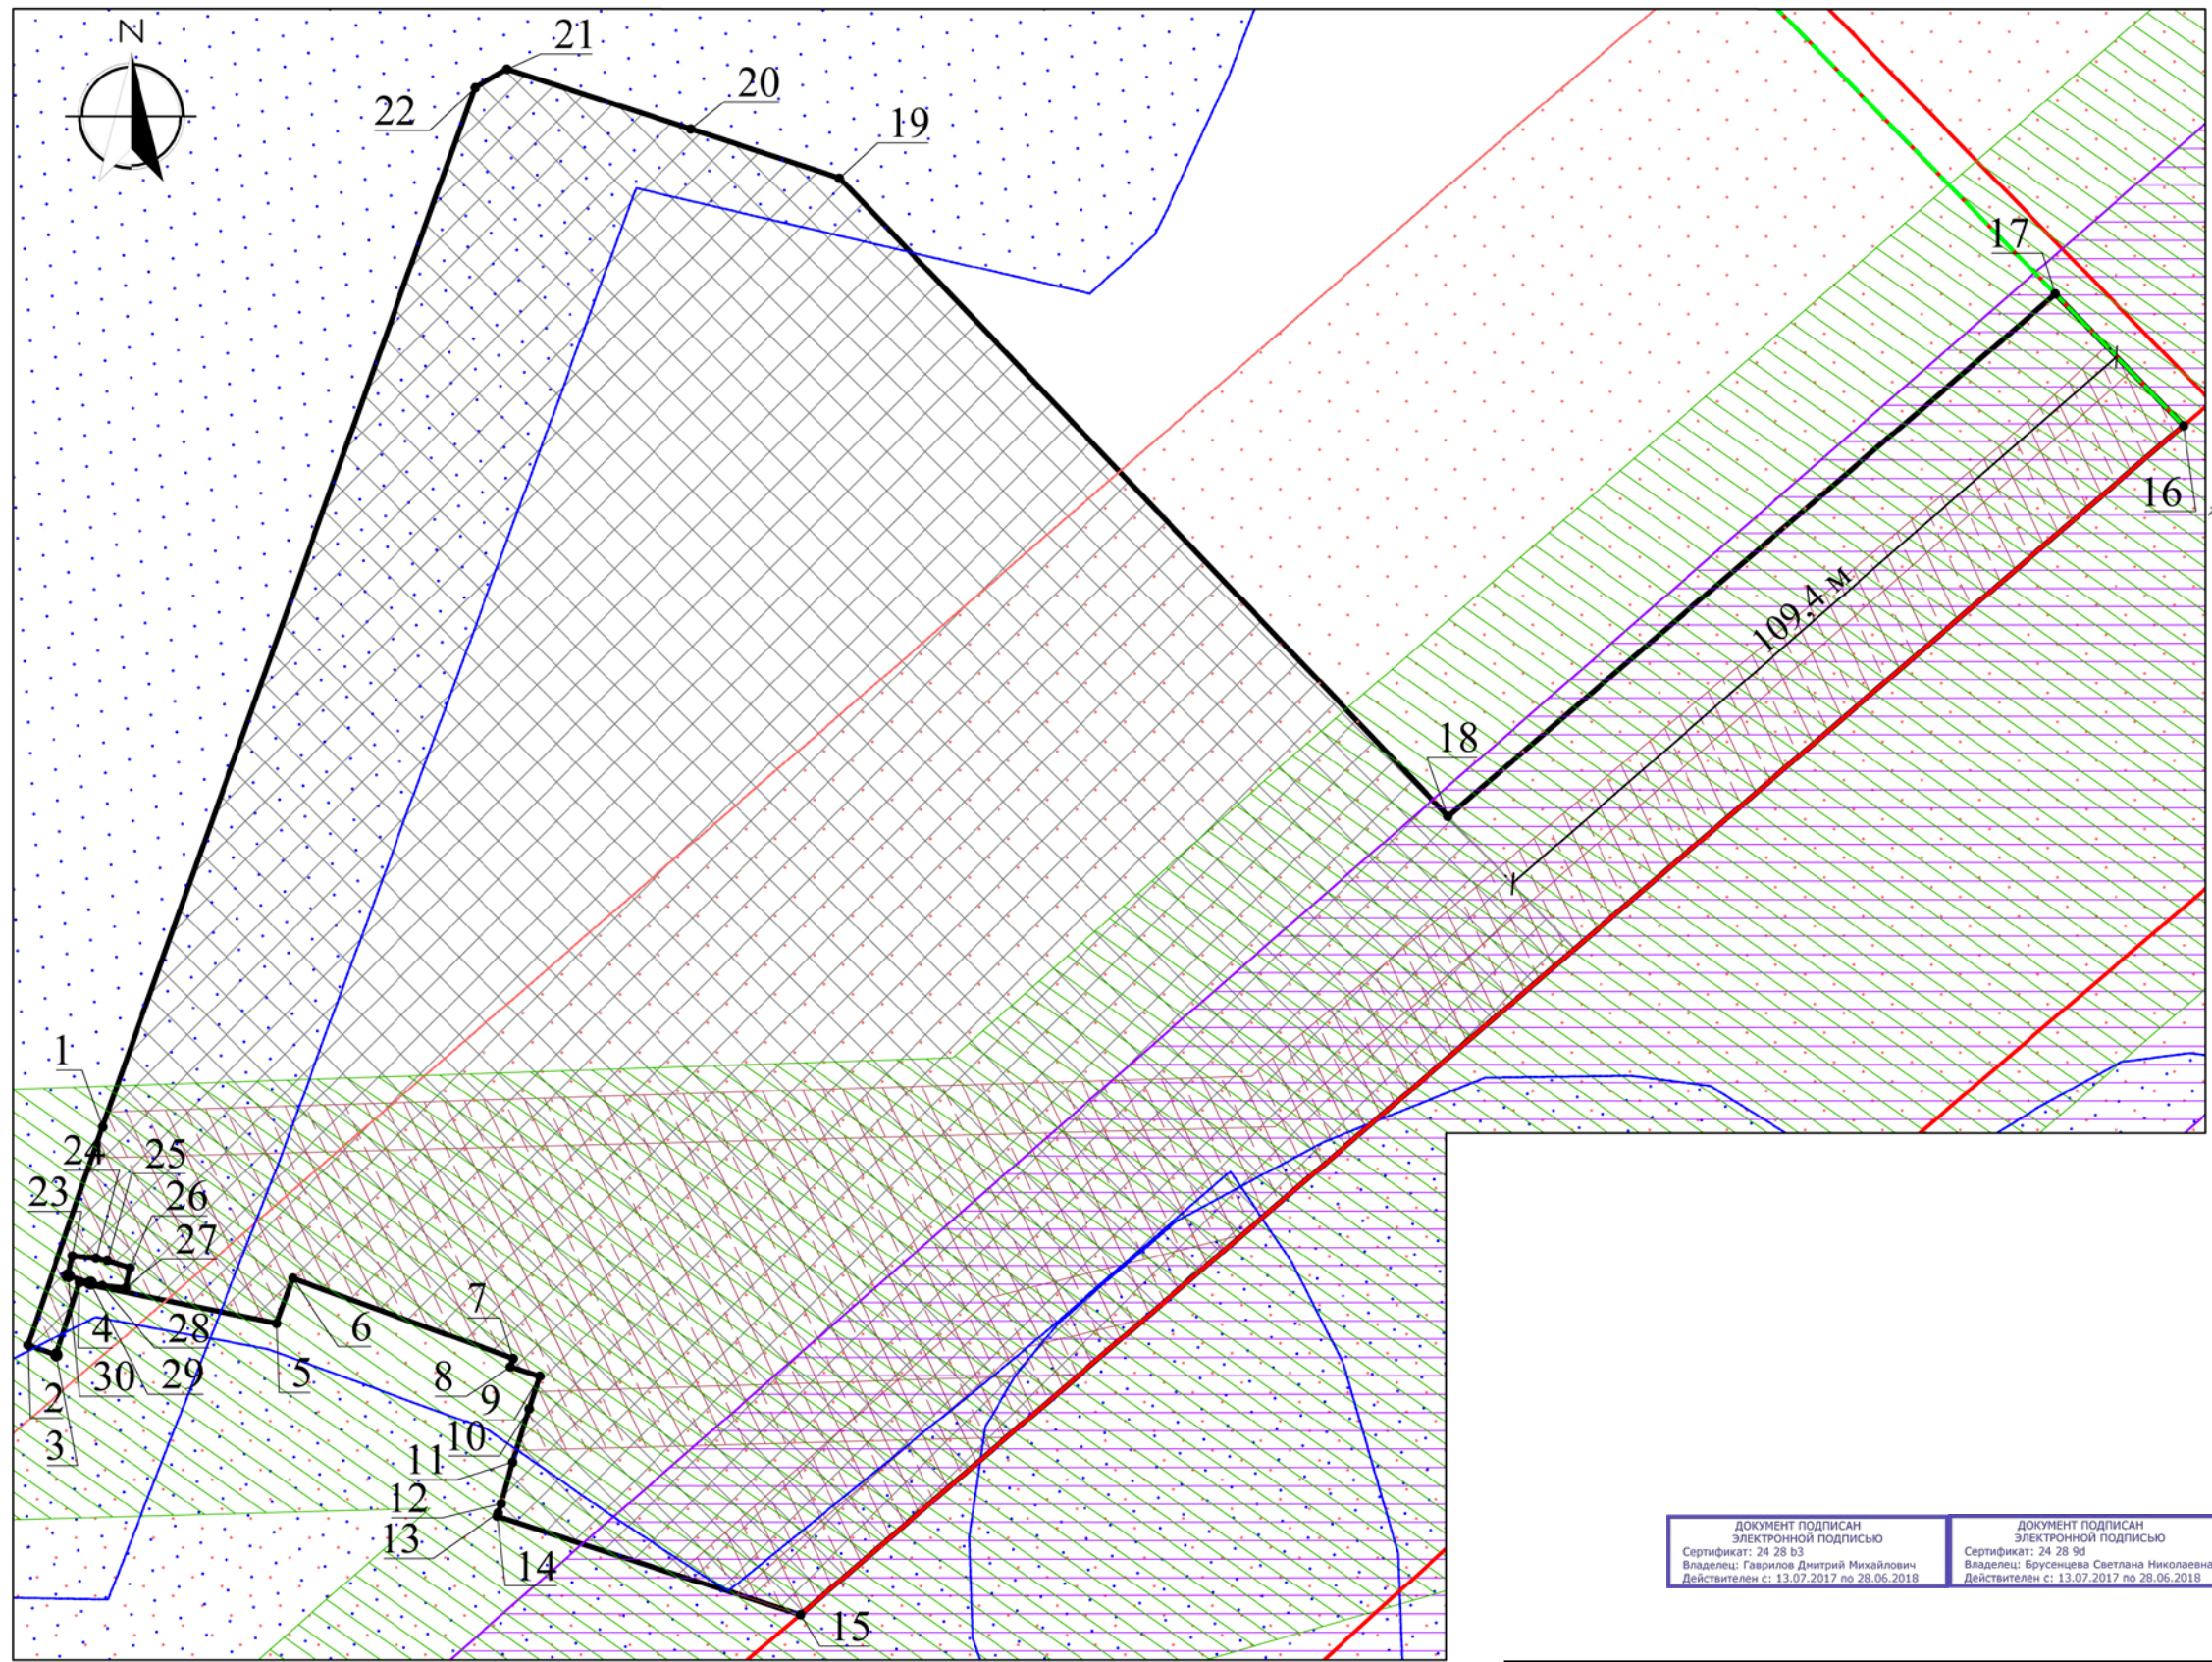 N
21
20
22
19
17
16
109,4 м
18
1
24
25
23
26
27
7
4
28
6
8
30
29
5
9
2
10
3
11
12
13
14
15
ДОКУМЕНТ ПОДПИСАН
ЭЛЕКТРОННОЙ ПОДПИСЬЮ
Сертификат: 24 28 b3
Владелец: Гаврилов Дмитрий Михайлович
Действителен с: 13.07.2017 по 28.06.2018
ДОКУМЕНТ ПОДПИСАН
ЭЛЕКТРОННОЙ ПОДПИСЬЮ
Сертификат: 24 28 9d
Владелец: Брусенцева Светлана Николаевна
Действителен с: 13.07.2017 по 28.06.2018